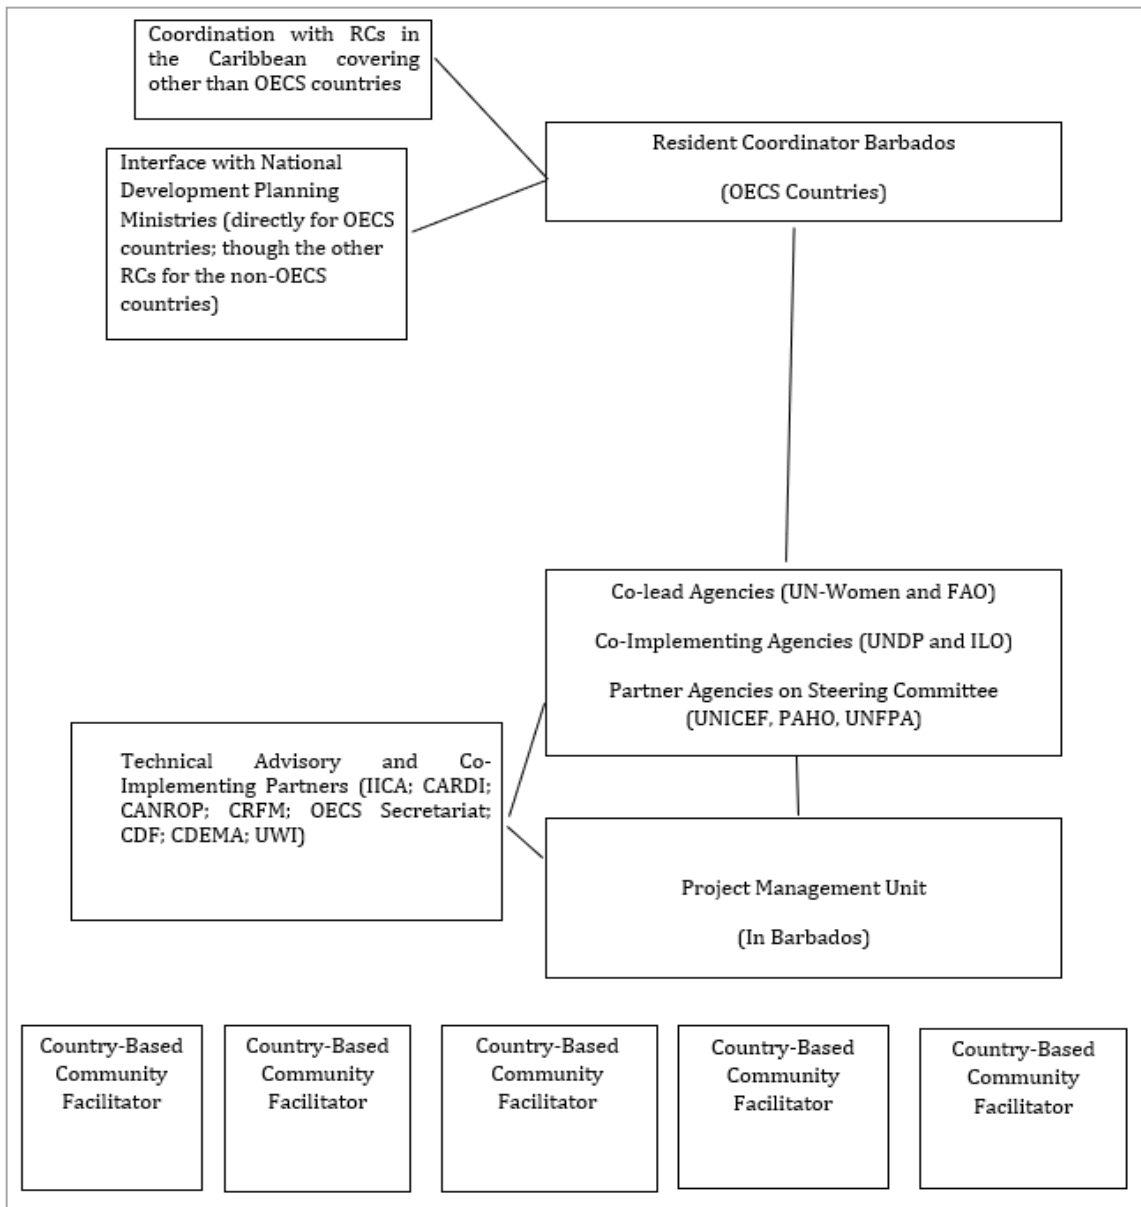 Coordination with RCs in
the Caribbean covering
other than OECS countries
Resident Coordinator Barbados
(OECS Countries)
Interface with National
Development Planning
Ministries (directly for OECS
countries; though the other
RCs for the non-OECS
countries)
Co-lead Agencies (UN-Women and FAO)
Co-Implementing Agencies (UNDP and ILO)
Partner Agencies on Steering Committee
(UNICEF, PAHO, UNFPA)
Technical Advisory and Co-
Implementing Partners (IICA; CARDI;
CANROP; CRFM; OECS Secretariat;
CDF; CDEMA; UWI)
Project Management Unit
(In Barbados)
Country-Based
Community
Facilitator
Country-Based
Community
Facilitator
Country-Based
Community
Facilitator
Country-Based
Community
Facilitator
Country-Based
Community
Facilitator